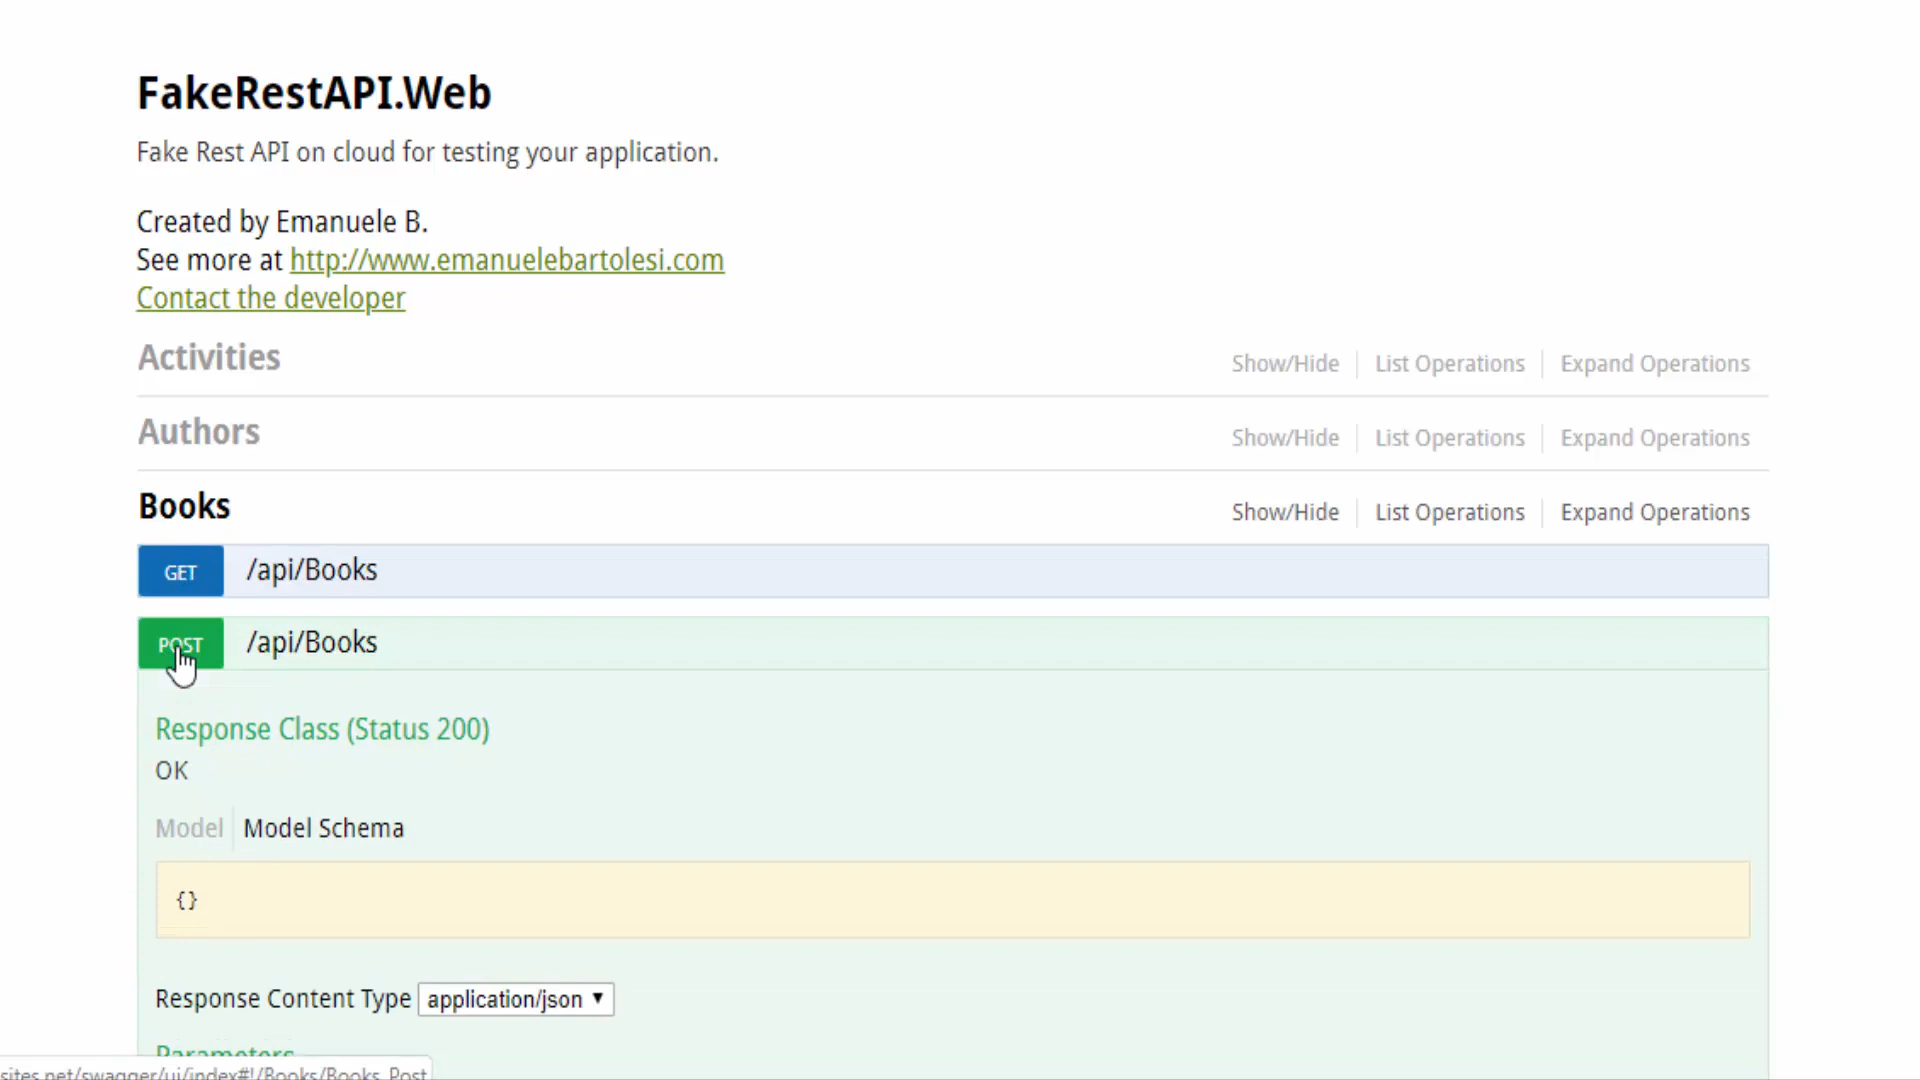 FakeRestAPI.Web
Fake Rest API on cloud for testing your application.
Created by Emanuele B.
See more at http://www.emanuelebartolesi.com
Contact the developer
Activities Show/Hide List Operations Expand Operations
Authors Show/Hide List Operations Expand Operations
Books Show/Hide List Operations Expand Operations
GET /api/Books
POST /api/Books
Response Class (Status 200)
OK
Model Model Schema
{}
Response Content Type application/json
Parameters
sites.net/swagger/ui/index#!/Books/Books_Post